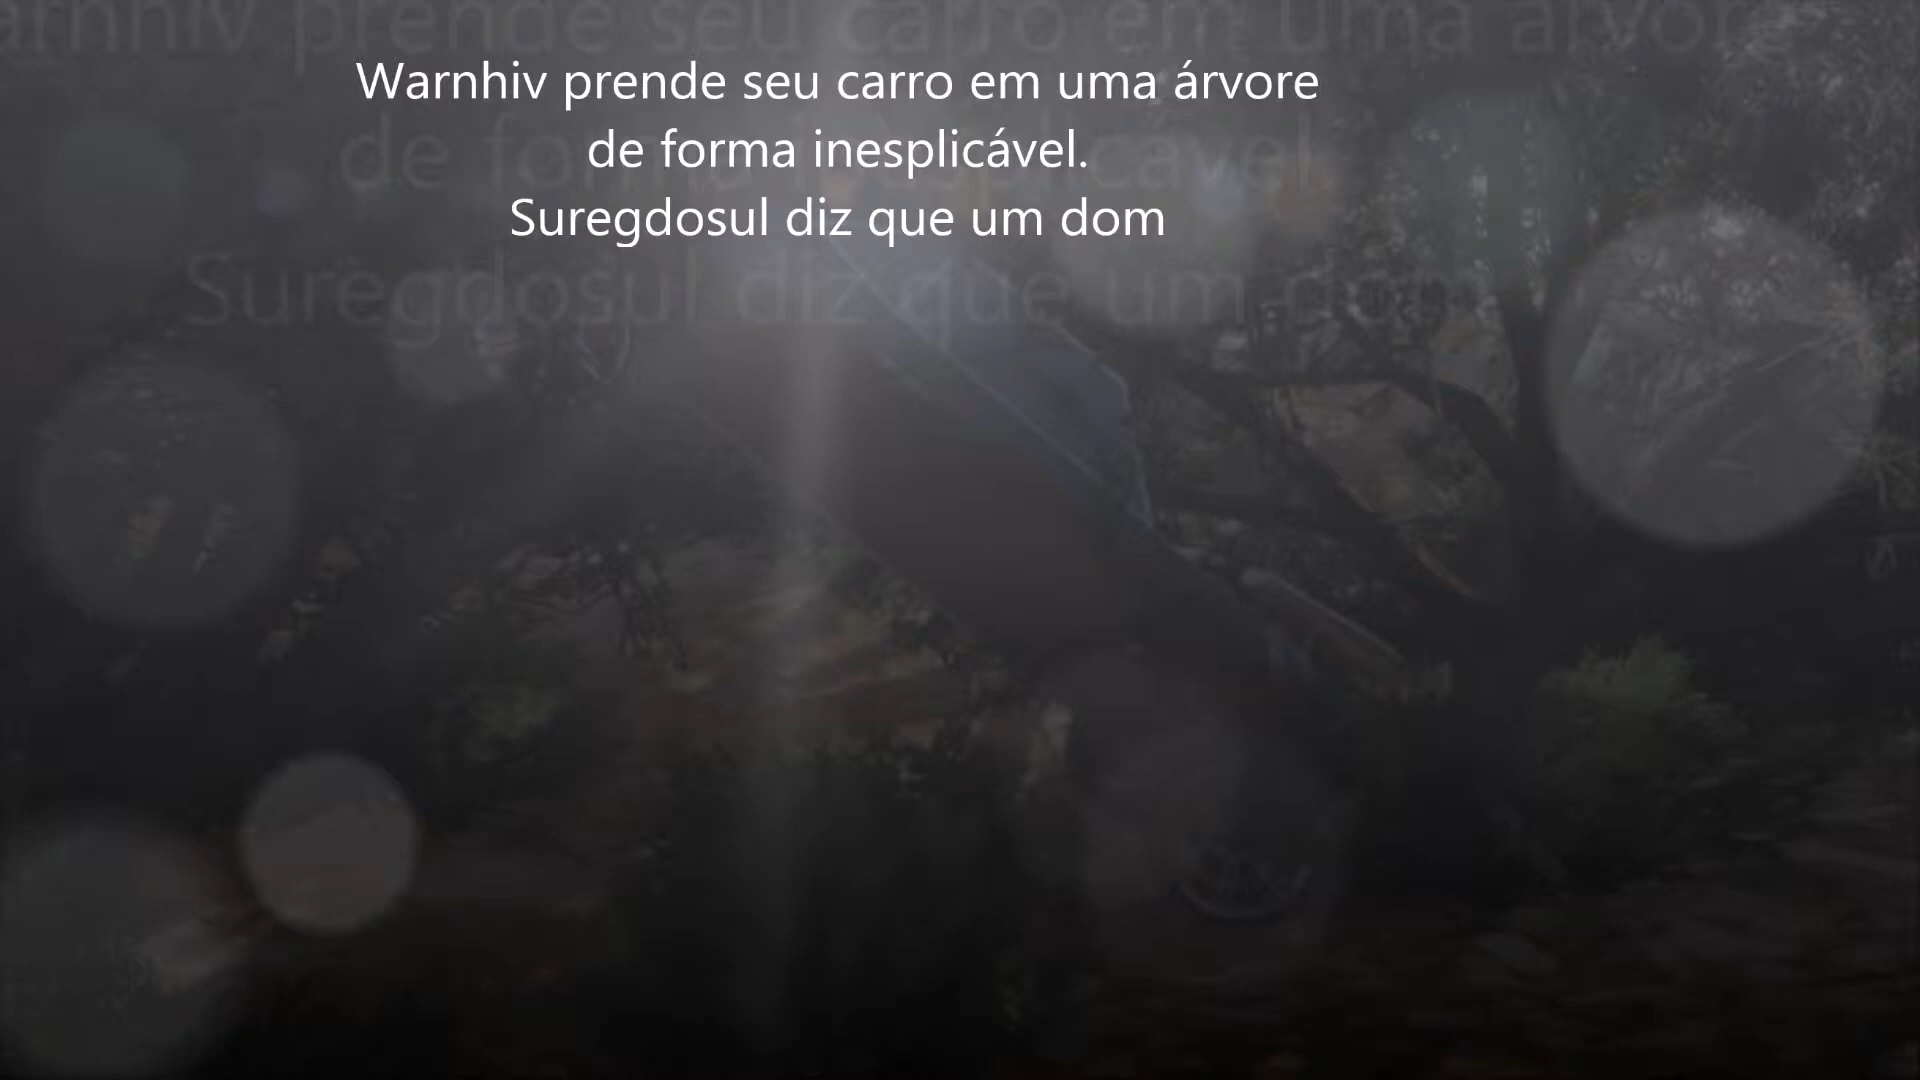 Warnhiv prende seu carro em uma árvore
de forma inesplicável.
Suregdosul diz que um dom